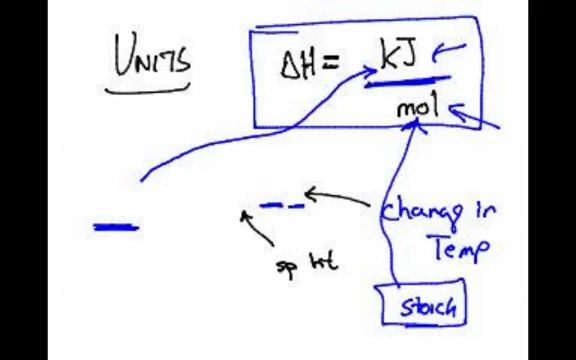 UNITS
ΔH = kJ
mol
change in
Temp
sp ht
stoich